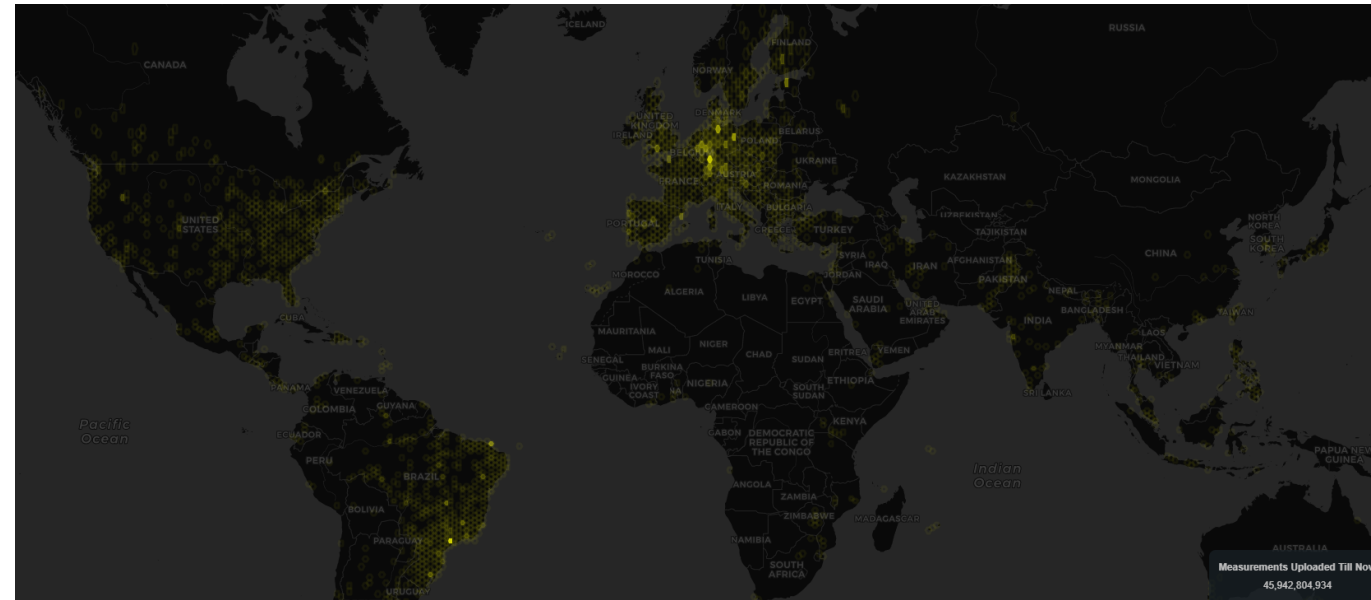 ICELAND
RUSSIA
FINLAND
CANADA
NORWAY
DENMARK
UNITED
KINGDOM
IRELAND
BELARUS
POLAND
UKRAINE
AUSTRIA
FRANCE
KAZAKHSTAN
MONGOLIA
ROMANIA
BULGARIA
ITALY
UZBEKISTAN
NORTH
KOREA
UNITED
STATES
PORTUGAL
GREECE
TURKEY
TAJIKISTAN
SOUTH
KOREA
CHINA
TUNISIA
SYRIA
IRAQ
IRAN
AFGHANISTAN
MOROCCO
JORDAN
PAKISTAN
ALGERIA
LIBYA
EGYPT
SAUDI
ARABIA
UNITED
ARAB
EMIRATES
NEPAL
BANGLADESH
INDIA
TAIWAN
CUBA
MAURITANIA
MALI
NIGER
CHAD
SUDAN
ERITREA
YEMEN
MYANMAR
LAOS
THAILAND
VIETNAM
SENEGAL
BURKINA
FASO
GUINEA
IVORY
COAST
NIGERIA
SOUTH
SUDAN
ETHIOPIA
SRI LANKA
PANAMA
VENEZUELA
COLOMBIA
GUYANA
CAMEROON
Pacific
Ocean
ECUADOR
GABON
DEMOCRATIC
REPUBLIC OF
THE CONGO
KENYA
PAPUA NEW
GUINEA
PERU
BRAZIL
Indian
Ocean
ANGOLA
ZAMBIA
BOLIVIA
ZIMBABWE
MADAGASCAR
PARAGUAY
NAMIBIA
AUSTRALIA
SOUTH
AFRICA
Measurements Uploaded Till Nov
45,942,804,934